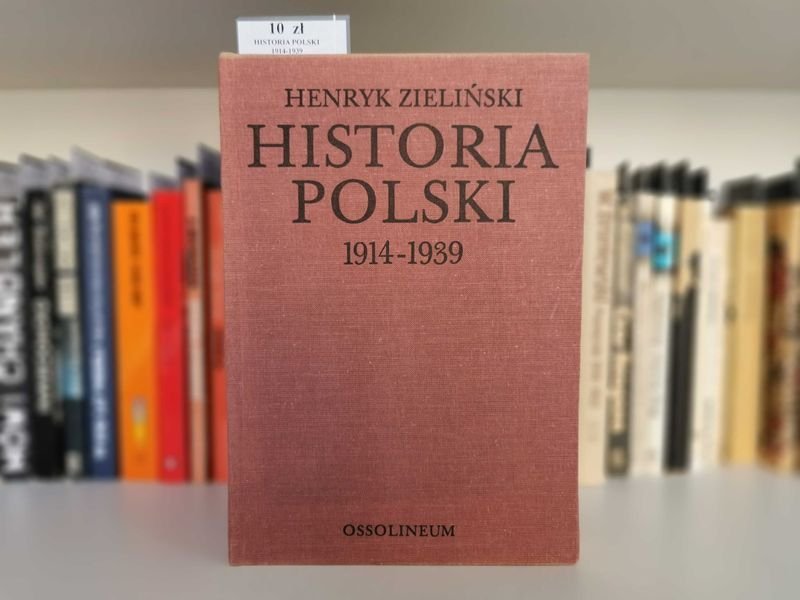 10 zł
HISTORIA POLSKI
1914-1939
HENRYK ZIELIŃSKI
HISTORIA
POLSKI
1914-1939
OSSOLINEUM